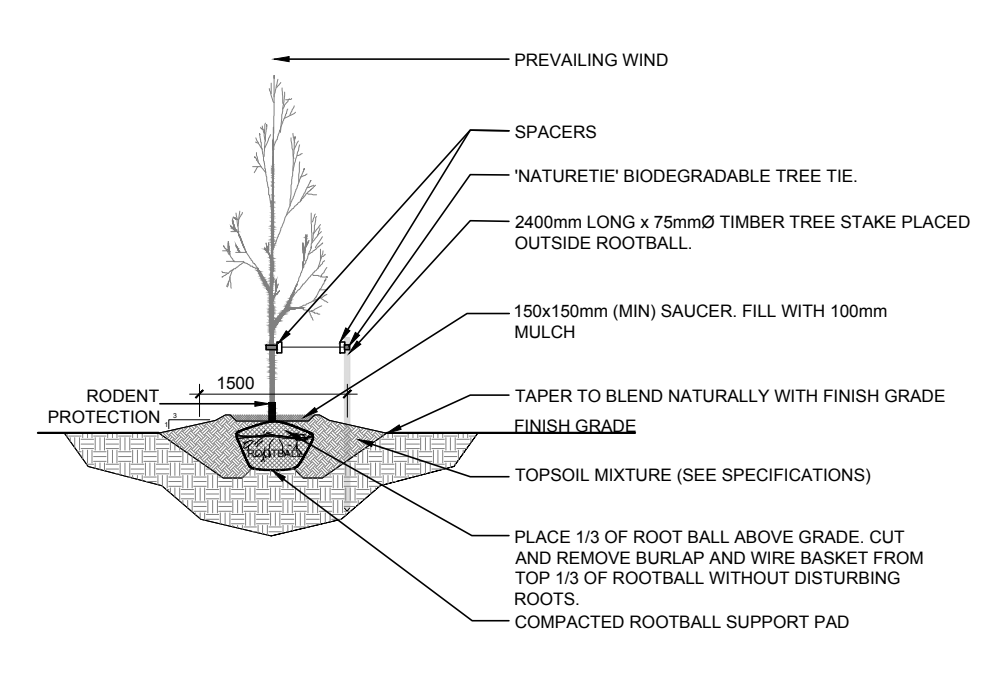 PREVAILING WIND
SPACERS
'NATURETIE' BIODEGRADABLE TREE TIE.
2400mm LONG x 75mmØ TIMBER TREE STAKE PLACED
OUTSIDE ROOTBALL.
150x150mm (MIN) SAUCER. FILL WITH 100mm
MULCH
1500
RODENT
PROTECTION
3
1
TAPER TO BLEND NATURALLY WITH FINISH GRADE
FINISH GRADE
ROOTBALL
TOPSOIL MIXTURE (SEE SPECIFICATIONS)
PLACE 1/3 OF ROOT BALL ABOVE GRADE. CUT
AND REMOVE BURLAP AND WIRE BASKET FROM
TOP 1/3 OF ROOTBALL WITHOUT DISTURBING
ROOTS.
COMPACTED ROOTBALL SUPPORT PAD